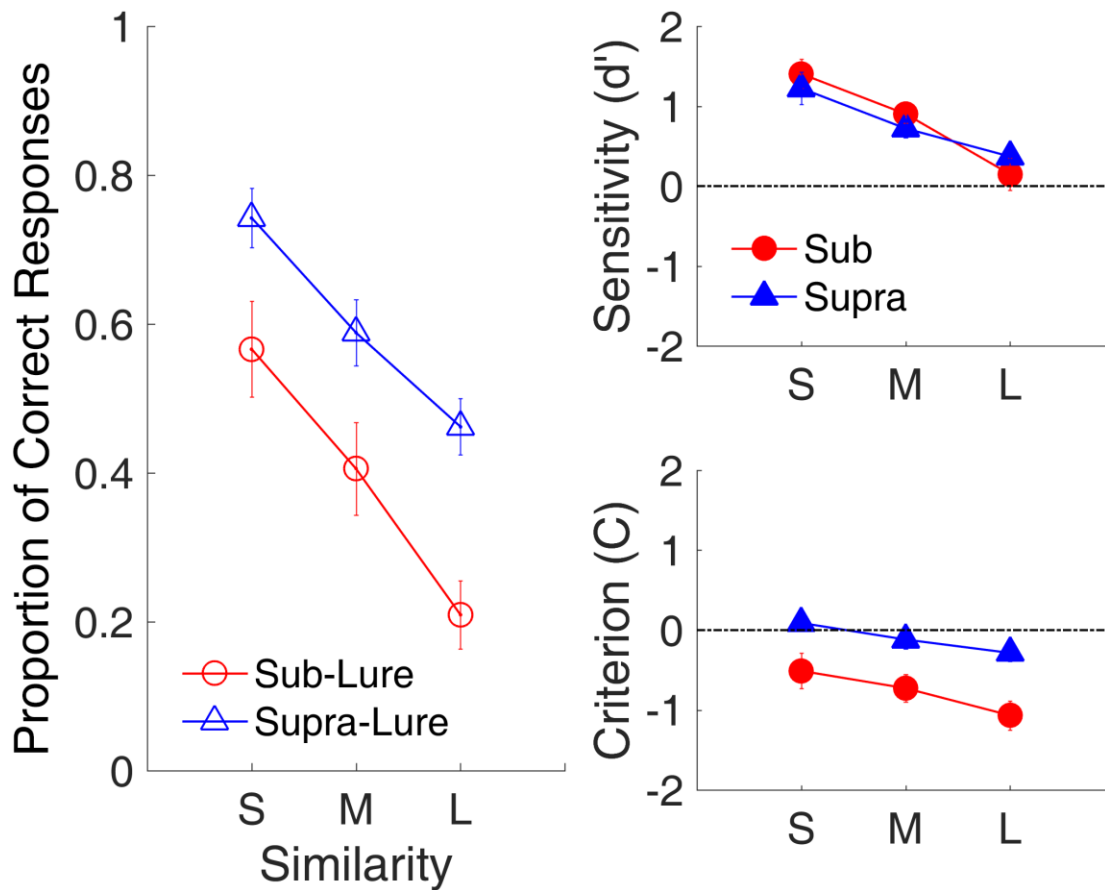 Proportion of Correct Responses
1
0.8
0.6
0.4
0.2
0
Sub-Lure
Supra-Lure
S M L
Similarity
Sensitivity (d')
2
1
0
-1
-2
Sub
Supra
S M L
Criterion (C)
2
1
0
-1
-2
S M L